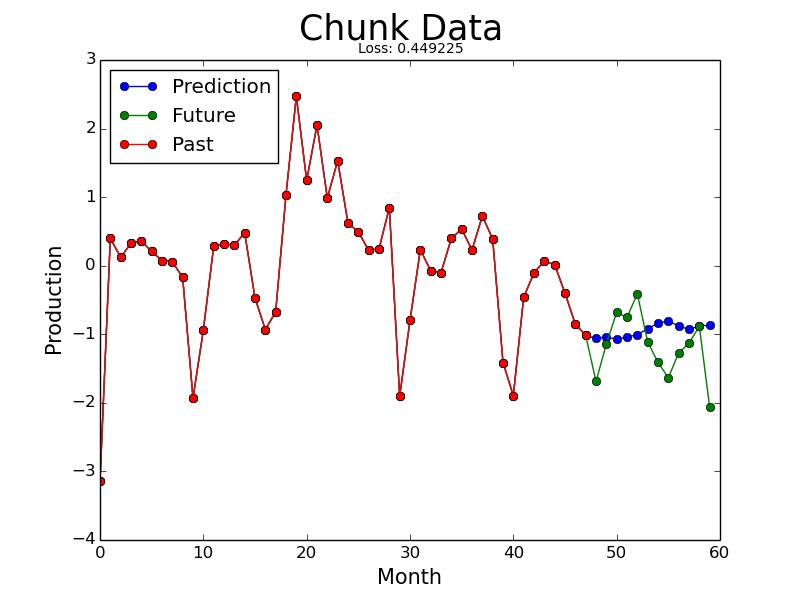 Chunk Data
Loss: 0.449225
Prediction
Future
Past
3
2
1
0
−1
−2
−3
−4
Production
0 10 20 30 40 50 60
Month